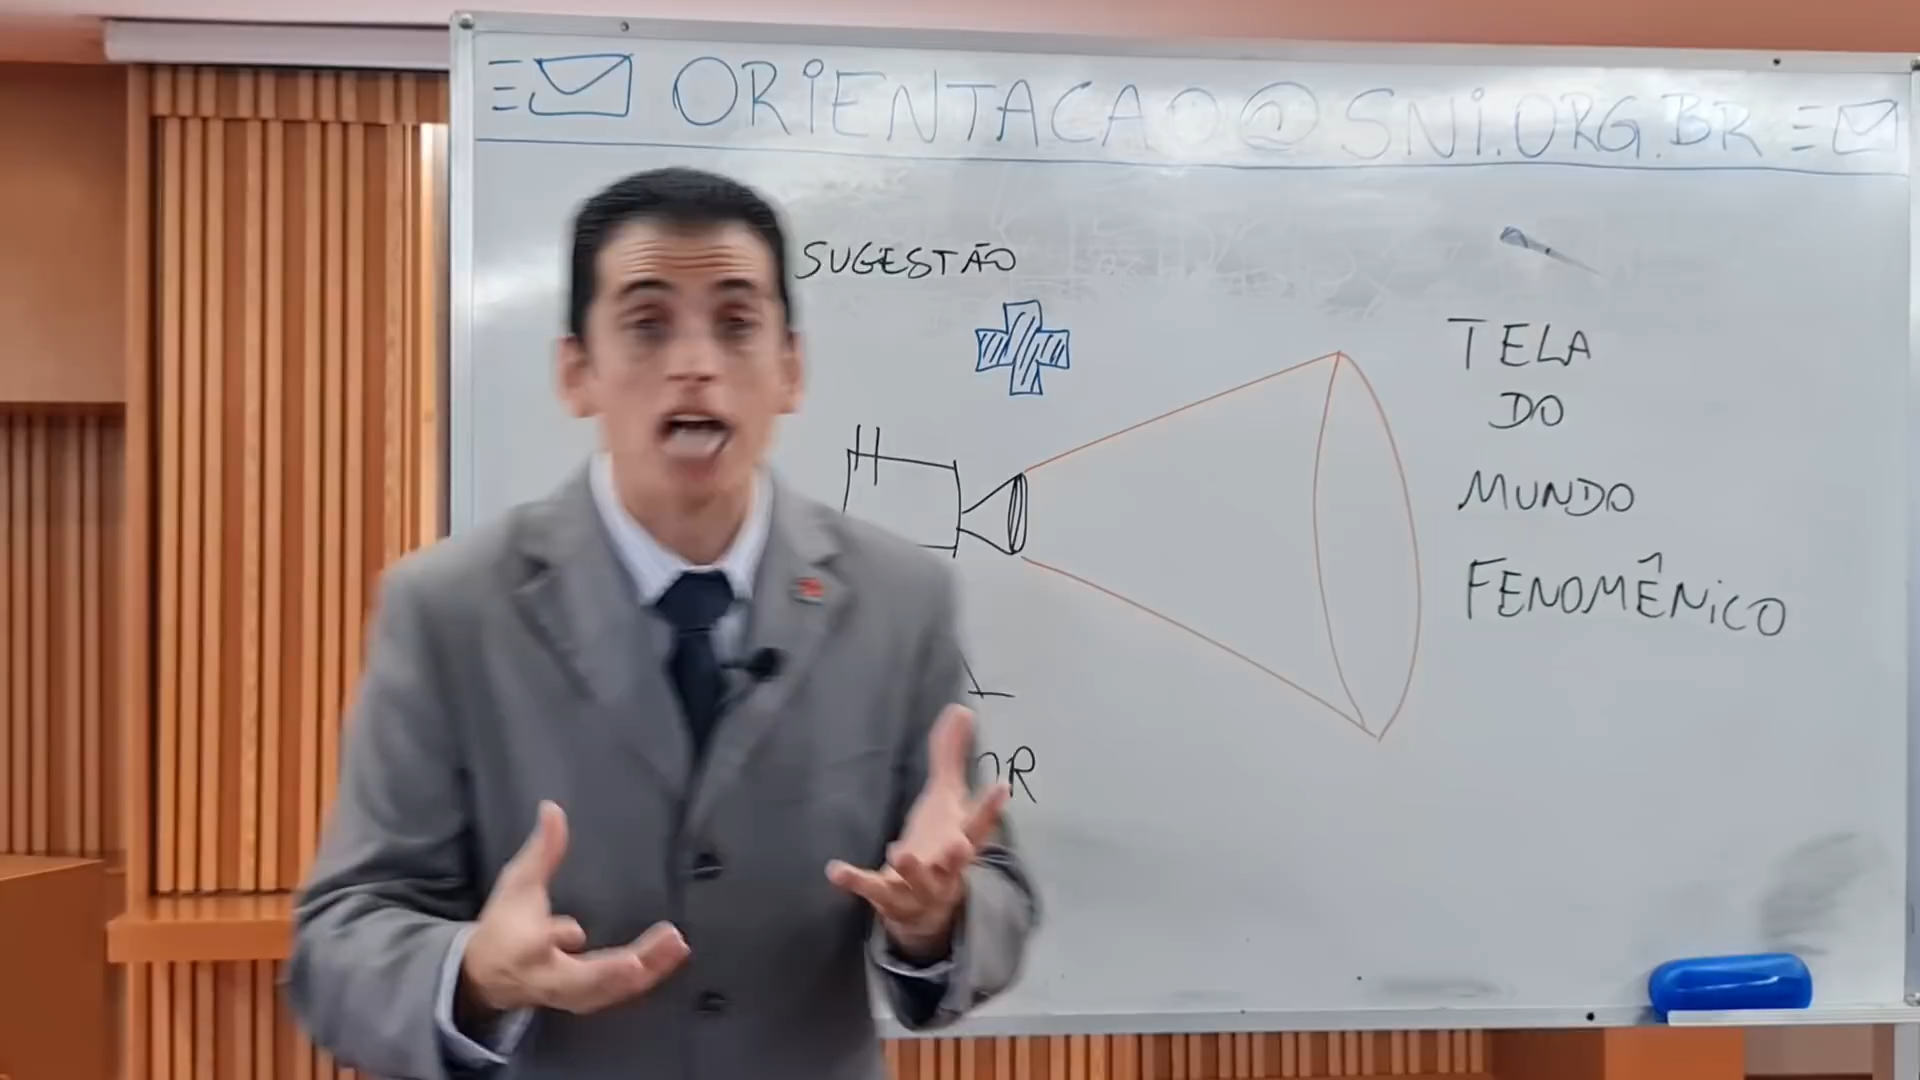 ORIENTACAO@SNI.ORG.BR
SUGESTÃO
TELA
DO
MUNDO
FENOMÊNICO